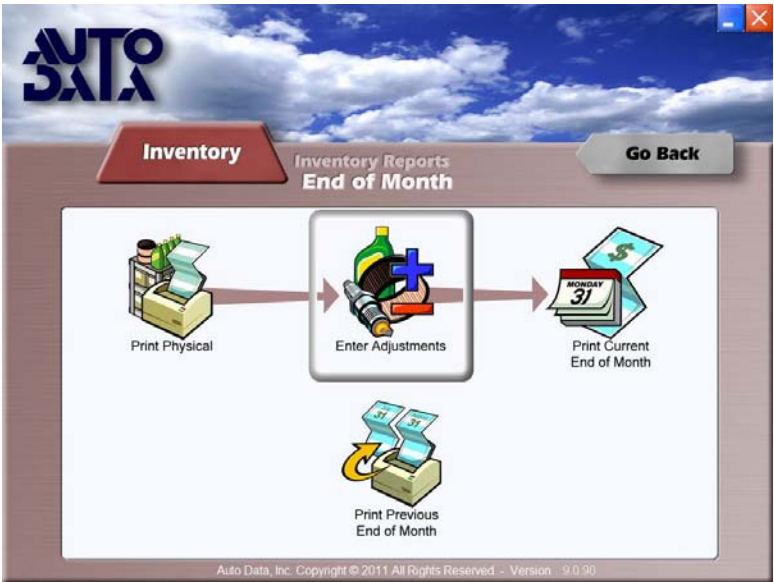 AUTO
DATA
Inventory
Inventory Reports
End of Month
Go Back
Print Physical
Enter Adjustments
MONDAY
31
$
Print Current
End of Month
31
31
Print Previous
End of Month
Auto Data, Inc. Copyright © 2011 All Rights Reserved - Version 9.0.90